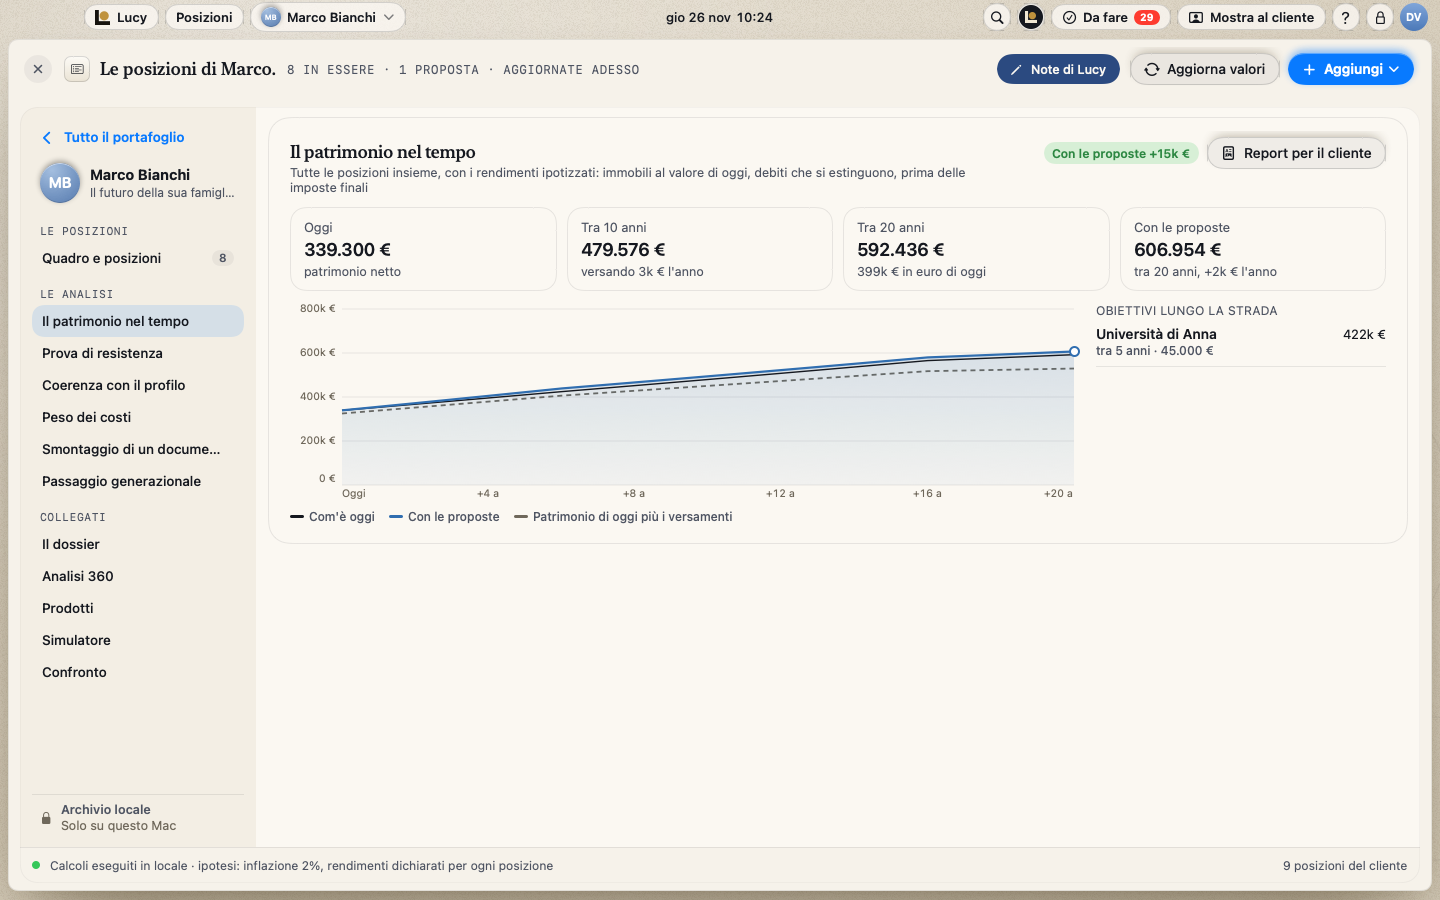 Lucy
Posizioni
MB
Marco Bianchi
gio 26 nov 10:24
Da fare 29
Mostra al cliente
?
DV
Le posizioni di Marco.
8 IN ESSERE · 1 PROPOSTA · AGGIORNATE ADESSO
Note di Lucy
Aggiorna valori
+ Aggiungi
Tutto il portafoglio
MB
Marco Bianchi
Il futuro della sua famigl...
LE POSIZIONI
Quadro e posizioni 8
LE ANALISI
Il patrimonio nel tempo
Prova di resistenza
Coerenza con il profilo
Peso dei costi
Smontaggio di un docume...
Passaggio generazionale
COLLEGATI
Il dossier
Analisi 360
Prodotti
Simulatore
Confronto
Archivio locale
Solo su questo Mac
Il patrimonio nel tempo
Tutte le posizioni insieme, con i rendimenti ipotizzati: immobili al valore di oggi, debiti che si estinguono, prima delle
imposte finali
Con le proposte +15k €
Report per il cliente
Oggi
339.300 €
patrimonio netto
Tra 10 anni
479.576 €
versando 3k € l'anno
Tra 20 anni
592.436 €
399k € in euro di oggi
Con le proposte
606.954 €
tra 20 anni, +2k € l'anno
800k €
600k €
400k €
200k €
0 €
Oggi
+4 a
+8 a
+12 a
+16 a
+20 a
Com'è oggi
Con le proposte
Patrimonio di oggi più i versamenti
OBIETTIVI LUNGO LA STRADA
Università di Anna 422k €
tra 5 anni · 45.000 €
Calcoli eseguiti in locale · ipotesi: inflazione 2%, rendimenti dichiarati per ogni posizione
9 posizioni del cliente